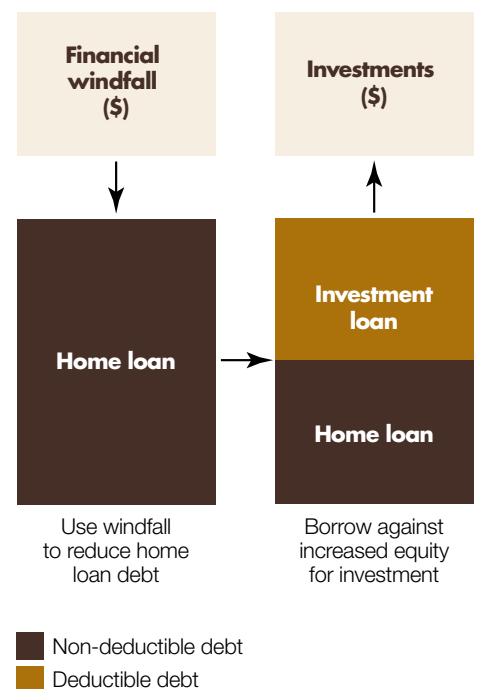 Financial
windfall
($)
Investments
($)
Home loan
Investment
loan
Home loan
Use windfall
to reduce home
loan debt
Borrow against
increased equity
for investment
Non-deductible debt
Deductible debt